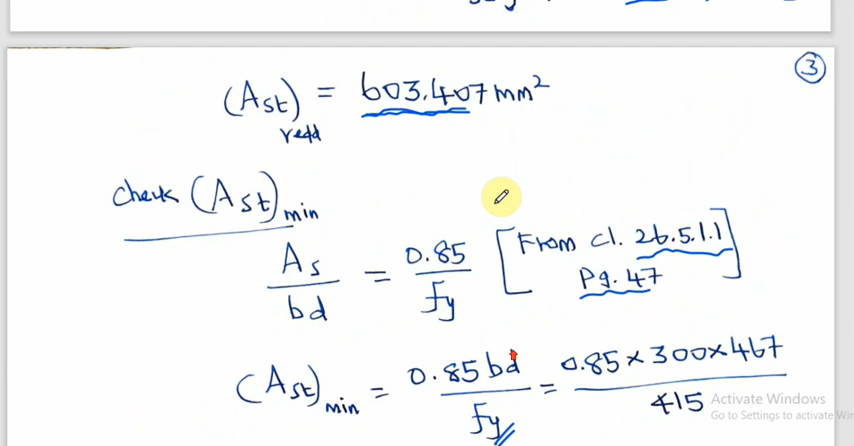 3
(Ast) reqd = 603.407 mm²
Check (Ast) min
As/bd = 0.85/fy [From cl. 26.5.1.1 Pg. 47]
(Ast) min = 0.85 bd/fy = 0.85 × 300 × 467/415
Activate Windows
Go to Settings to activate Win